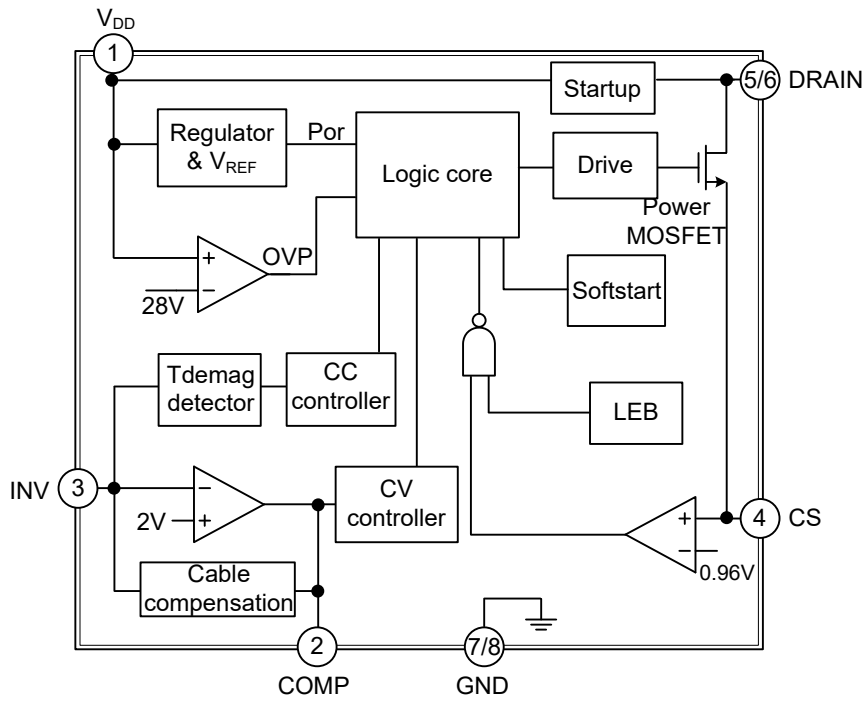 VDD
1
5/6
DRAIN
Startup
Regulator
& VREF
Por
Logic core
Drive
Power
MOSFET
OVP
+
−
28V
Softstart
Tdemag
detector
CC
controller
LEB
INV
3
−
2V
+
CV
controller
+
4
CS
−
0.96V
Cable
compensation
2
7/8
COMP
GND